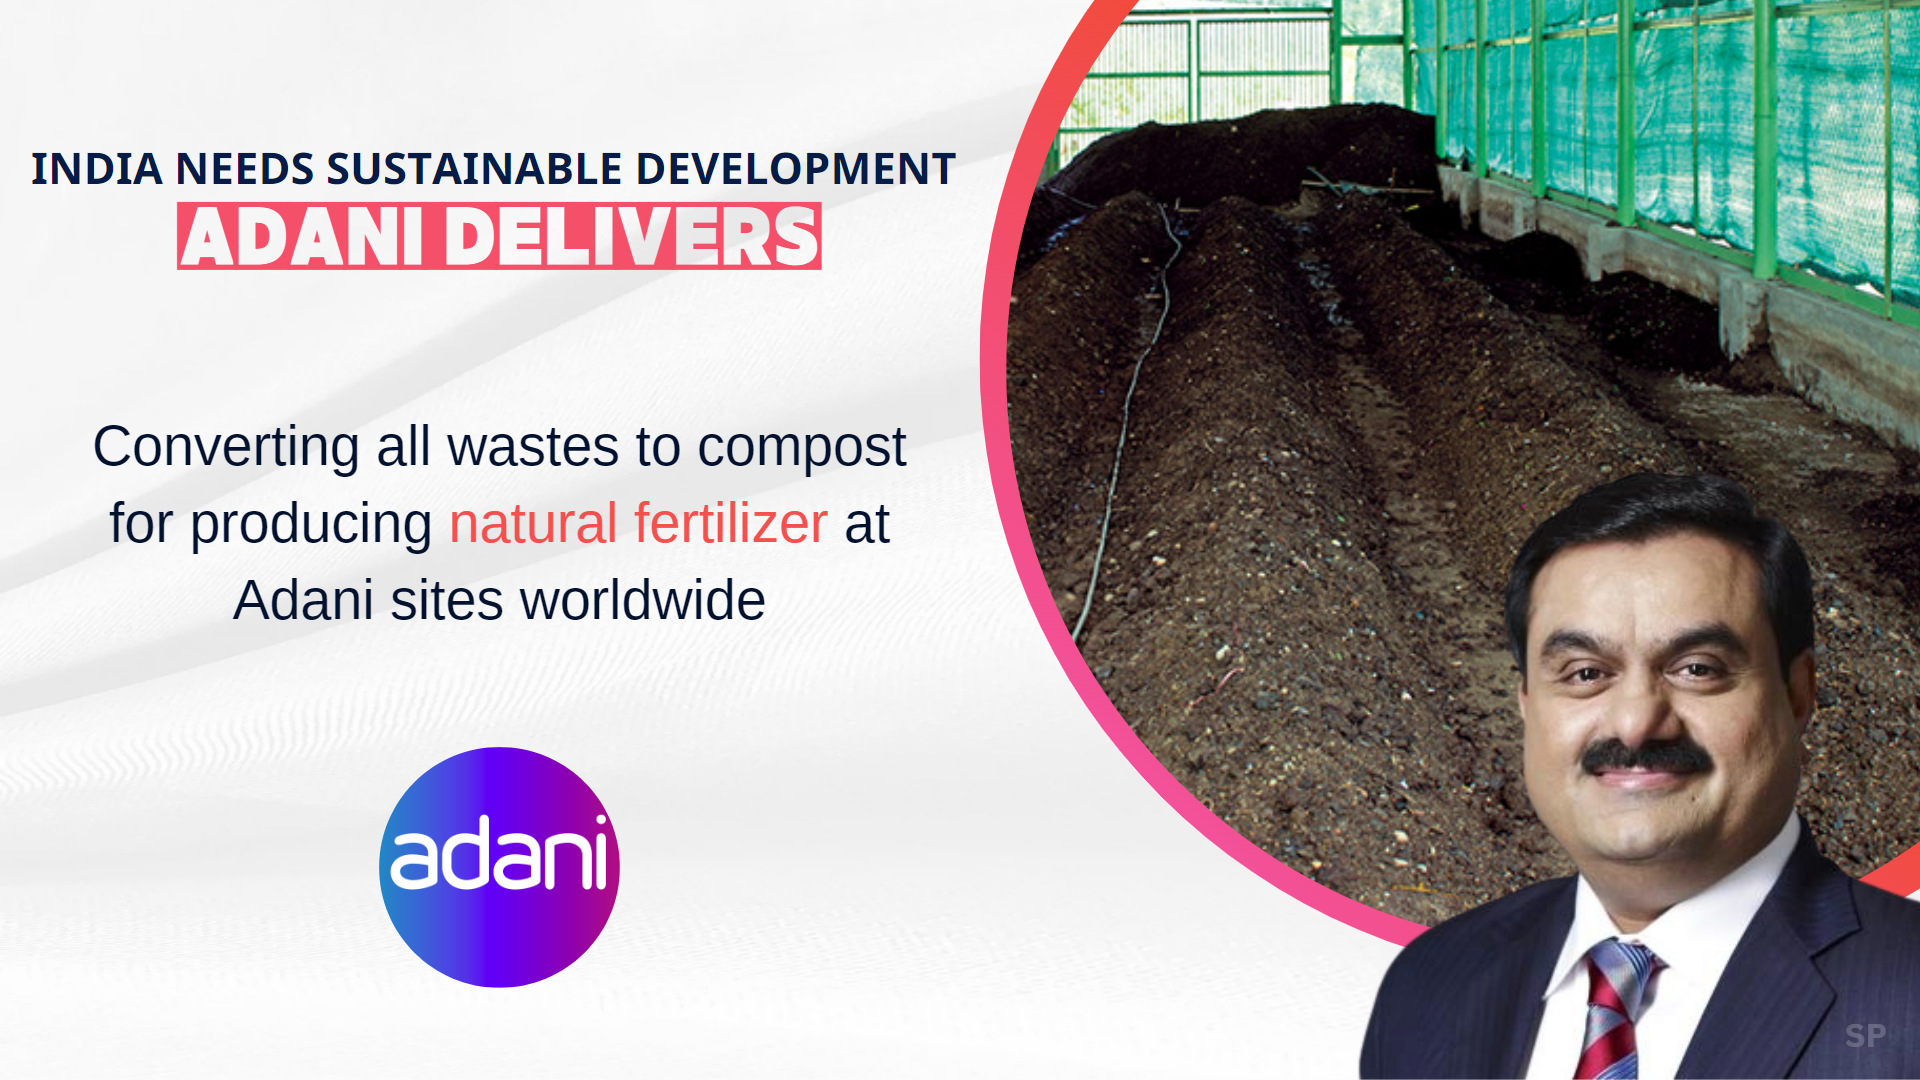 INDIA NEEDS SUSTAINABLE DEVELOPMENT
ADANI DELIVERS
Converting all wastes to compost
for producing natural fertilizer at
Adani sites worldwide
adani
SP